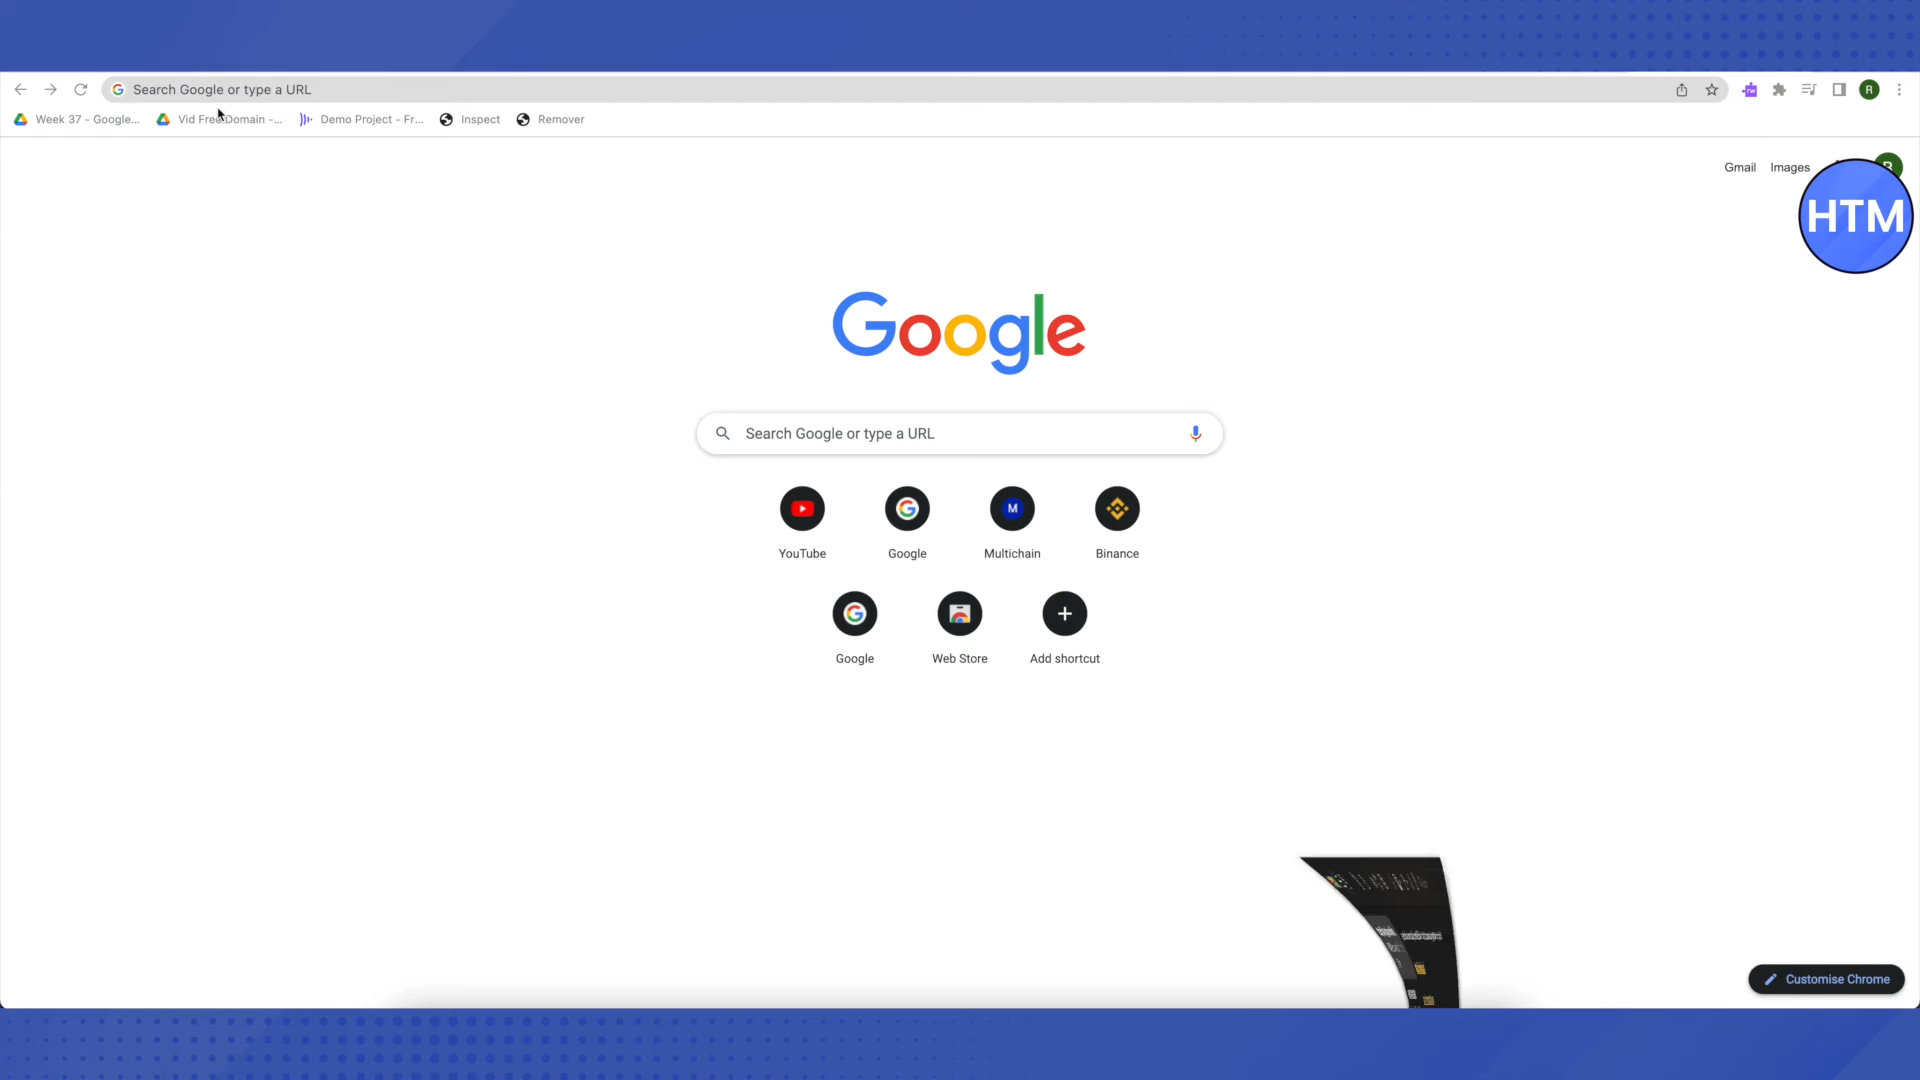 Search Google or type a URL
R
Week 37 - Google...
Vid Free Domain -...
Demo Project - Fr...
Inspect
Remover
Gmail
Images
HTM
Google
Search Google or type a URL
M
YouTube
Google
Multichain
Binance
Google
Web Store
Add shortcut
Customise Chrome